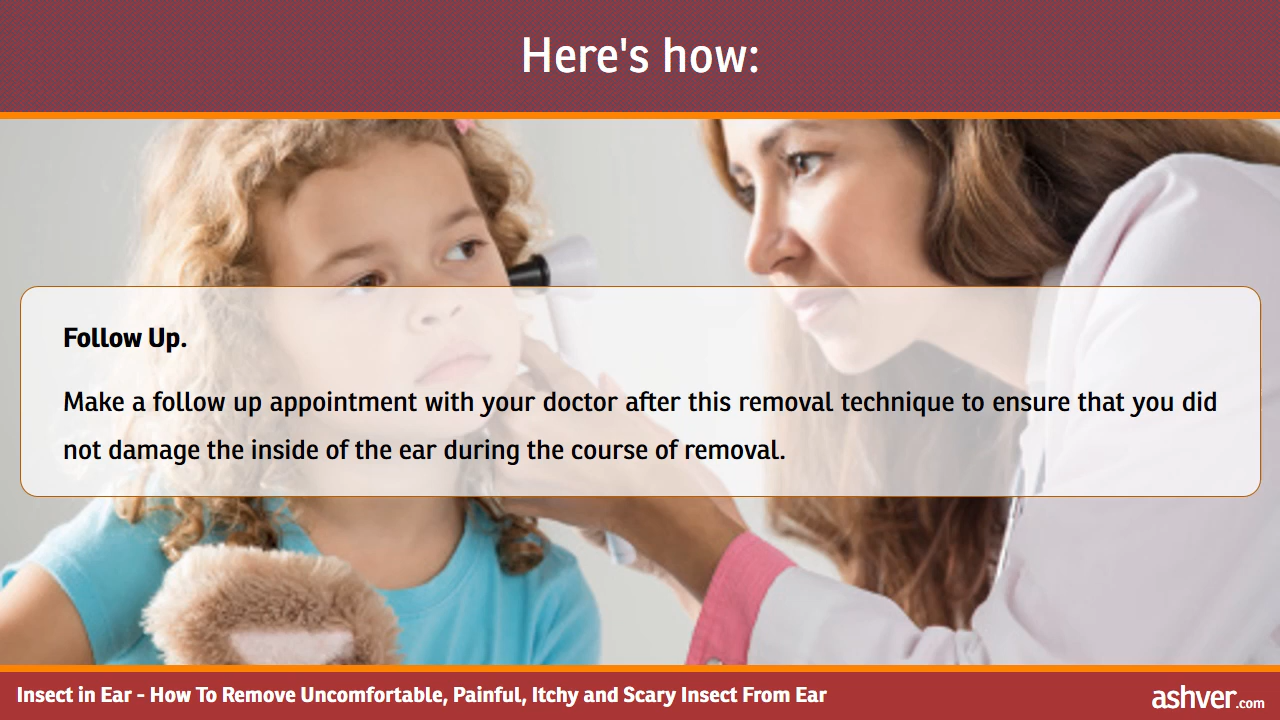 Here's how:
Follow Up.
Make a follow up appointment with your doctor after this removal technique to ensure that you did
not damage the inside of the ear during the course of removal.
Insect in Ear - How To Remove Uncomfortable, Painful, Itchy and Scary Insect From Ear
ashver.com